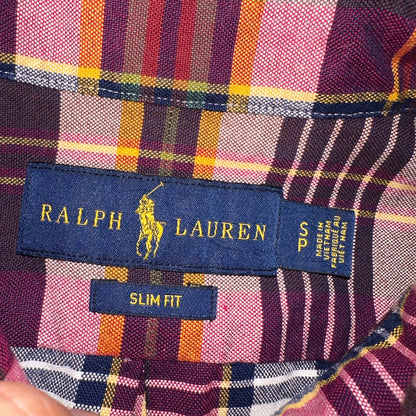 RALPH LAUREN
SLIM FIT
S
P
MADE IN
VIETNAM
FABRIQUÉ AU
VIET NAM